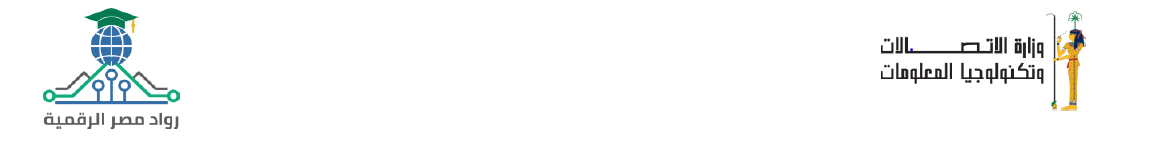 وزارة الاتصـــــالات
وتكنولوجيا المعلومات
رواد مصر الرقمية